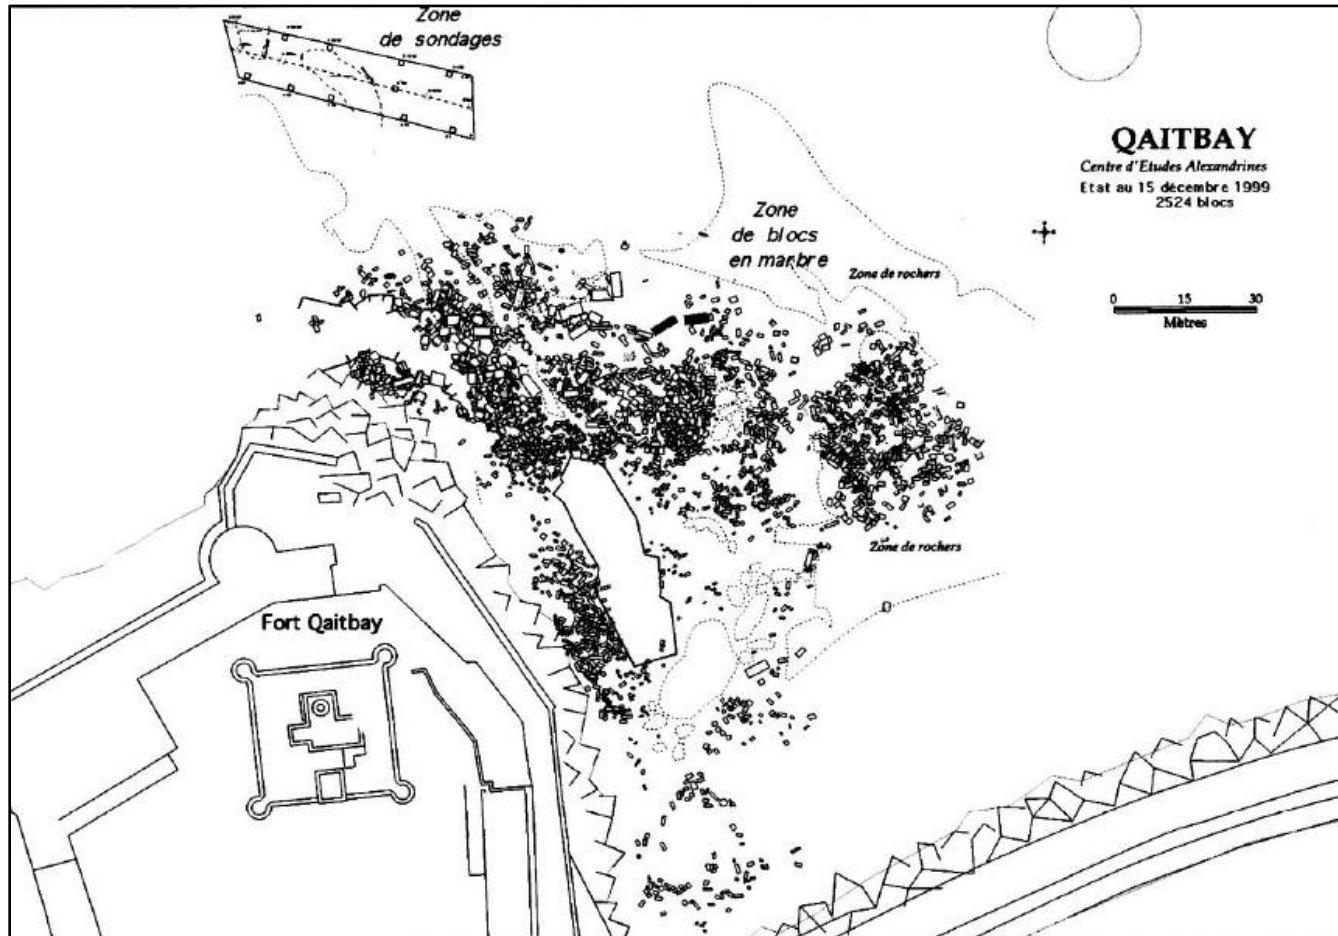 Zone
de sondages
QAITBAY
Centre d'Etudes Alexandrines
Etat au 15 décembre 1999
2524 blocs
Zone
de blocs
en marbre
Zone de rochers
0 15 30
Mètres
Zone de rochers
Fort Qaitbay